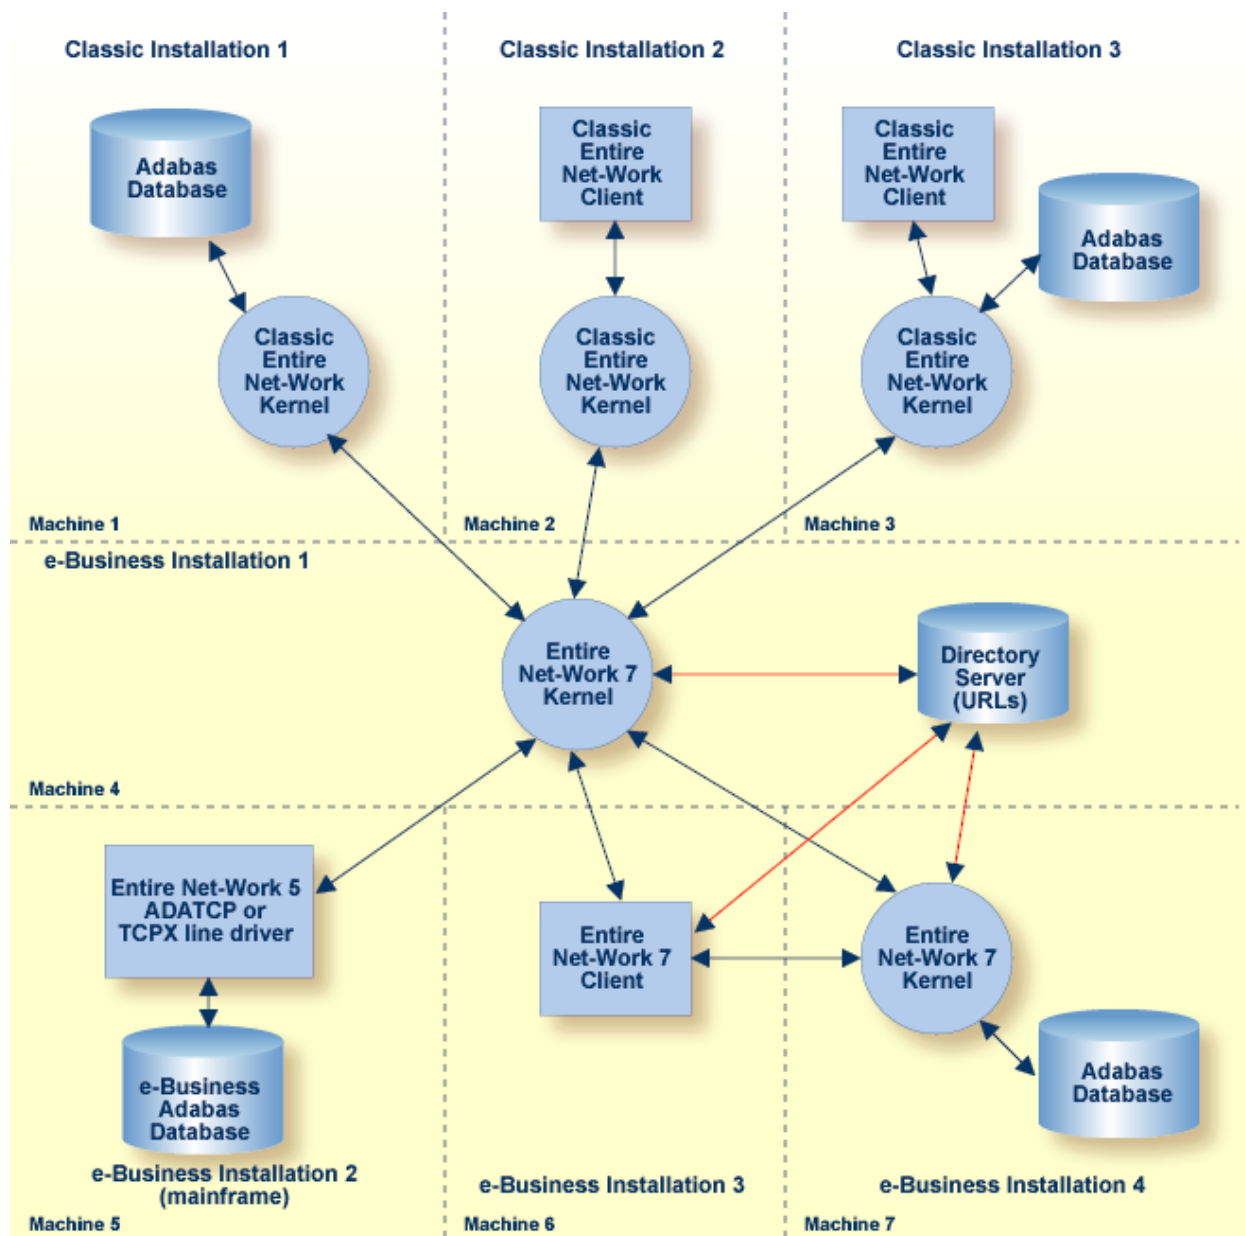 Classic Installation 1
Classic Installation 2
Classic Installation 3
Adabas
Database
Classic
Entire
Net-Work
Client
Classic
Entire
Net-Work
Client
Adabas
Database
Classic
Entire
Net-Work
Kernel
Classic
Entire
Net-Work
Kernel
Classic
Entire
Net-Work
Kernel
Machine 1
Machine 2
Machine 3
e-Business Installation 1
Entire
Net-Work 7
Kernel
Directory
Server
(URLs)
Machine 4
Entire Net-Work 5
ADATCP or
TCPX line driver
Entire
Net-Work 7
Client
Entire
Net-Work 7
Kernel
e-Business
Adabas
Database
Adabas
Database
e-Business Installation 2
(mainframe)
e-Business Installation 3
e-Business Installation 4
Machine 5
Machine 6
Machine 7